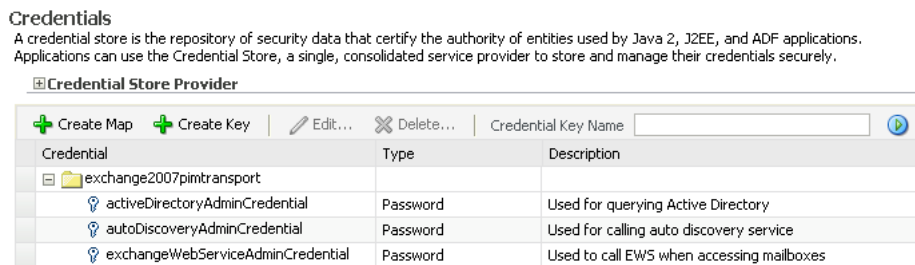 Credentials
A credential store is the repository of security data that certify the authority of entities used by Java 2, J2EE, and ADF applications.
Applications can use the Credential Store, a single, consolidated service provider to store and manage their credentials securely.
Credential Store Provider
Create Map Create Key Edit... Delete... Credential Key Name
Credential Type Description
exchange2007pimtransport
activeDirectoryAdminCredential Password Used for querying Active Directory
autoDiscoveryAdminCredential Password Used for calling auto discovery service
exchangeWebServiceAdminCredential Password Used to call EWS when accessing mailboxes